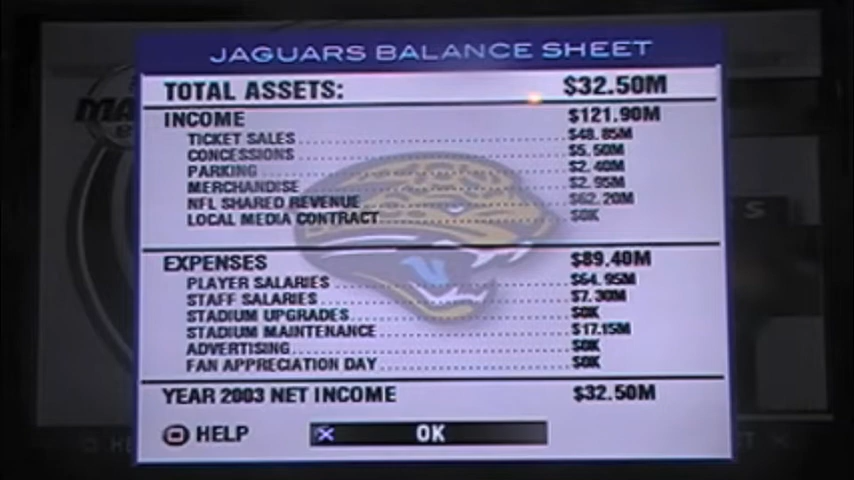 JAGUARS BALANCE SHEET
TOTAL ASSETS: $32.50M
INCOME $121.90M
TICKET SALES $48.85M
CONCESSIONS $5.50M
PARKING $2.40M
MERCHANDISE $2.95M
NFL SHARED REVENUE $62.20M
LOCAL MEDIA CONTRACT $0K
EXPENSES $89.40M
PLAYER SALARIES $64.95M
STAFF SALARIES $7.30M
STADIUM UPGRADES $0K
STADIUM MAINTENANCE $17.15M
ADVERTISING $0K
FAN APPRECIATION DAY $0K
YEAR 2003 NET INCOME $32.50M
HELP OK